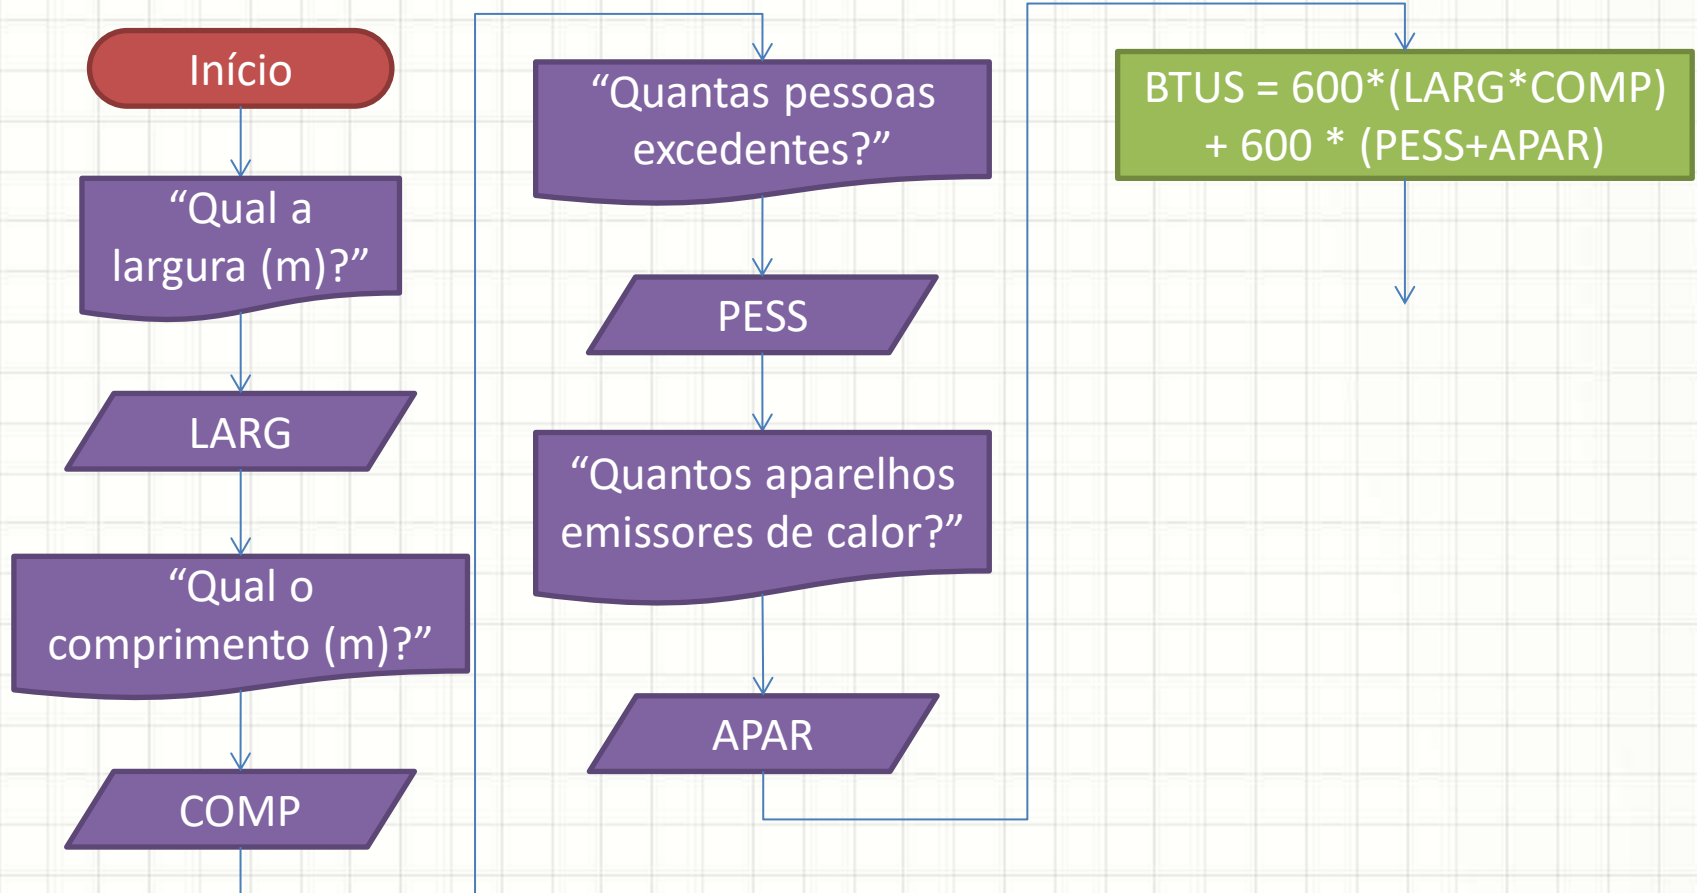 Início
“Qual a
largura (m)?”
LARG
“Qual o
comprimento (m)?”
COMP
“Quantas pessoas
excedentes?”
PESS
“Quantos aparelhos
emissores de calor?”
APAR
BTUS = 600*(LARG*COMP)
+ 600 * (PESS+APAR)